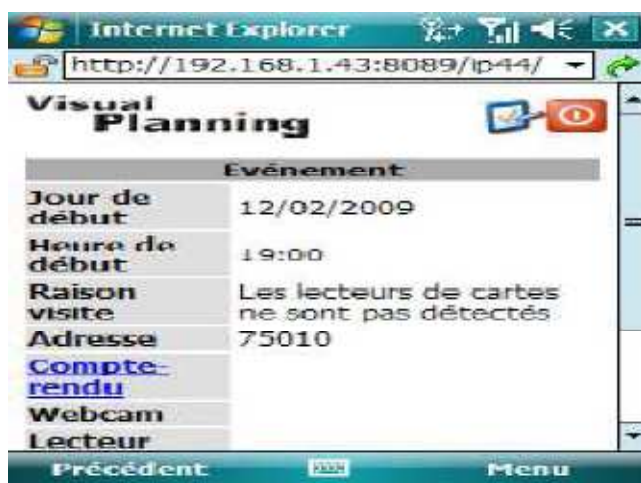 Internet Explorer
http://192.168.1.43:8089/ip44/
Visual
Planning
Evénement
Jour de
début
12/02/2009
Heure de
début
19:00
Raison
visite
Les lecteurs de cartes
ne sont pas détectés
Adresse
75010
Compte-
rendu
Webcam
Lecteur
Précédent
Menu